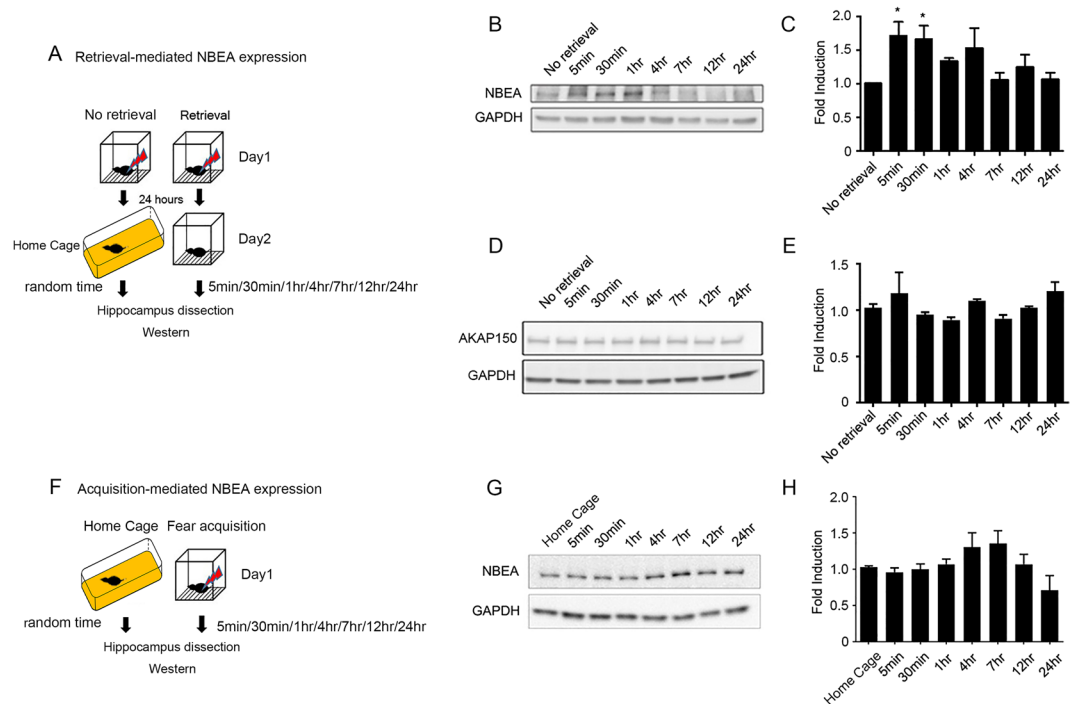 A Retrieval-mediated NBEA expression
No retrieval
Retrieval
Day1
24 hours
Home Cage
Day2
random time
5min/30min/1hr/4hr/7hr/12hr/24hr
Hippocampus dissection
Western
B
No retrieval
5min
30min
1hr
4hr
7hr
12hr
24hr
NBEA
GAPDH
C
Fold Induction
2.0
1.5
1.0
0.5
0
* *
No retrieval
5min
30min
1hr
4hr
7hr
12hr
24hr
D
No retrieval
5min
30min
1hr
4hr
7hr
12hr
24hr
AKAP150
GAPDH
E
Fold Induction
1.5
1.0
1.5
0
No retrieval
5min
30min
1hr
4hr
7hr
12hr
24hr
F Acquisition-mediated NBEA expression
Home Cage
Fear acquisition
Day1
random time
5min/30min/1hr/4hr/7hr/12hr/24hr
Hippocampus dissection
Western
G
Home Cage
5min
30min
1hr
4hr
7hr
12hr
24hr
NBEA
GAPDH
H
Fold Induction
2.0
1.5
1.0
0.5
0
Home Cage
5min
30min
1hr
4hr
7hr
12hr
24hr